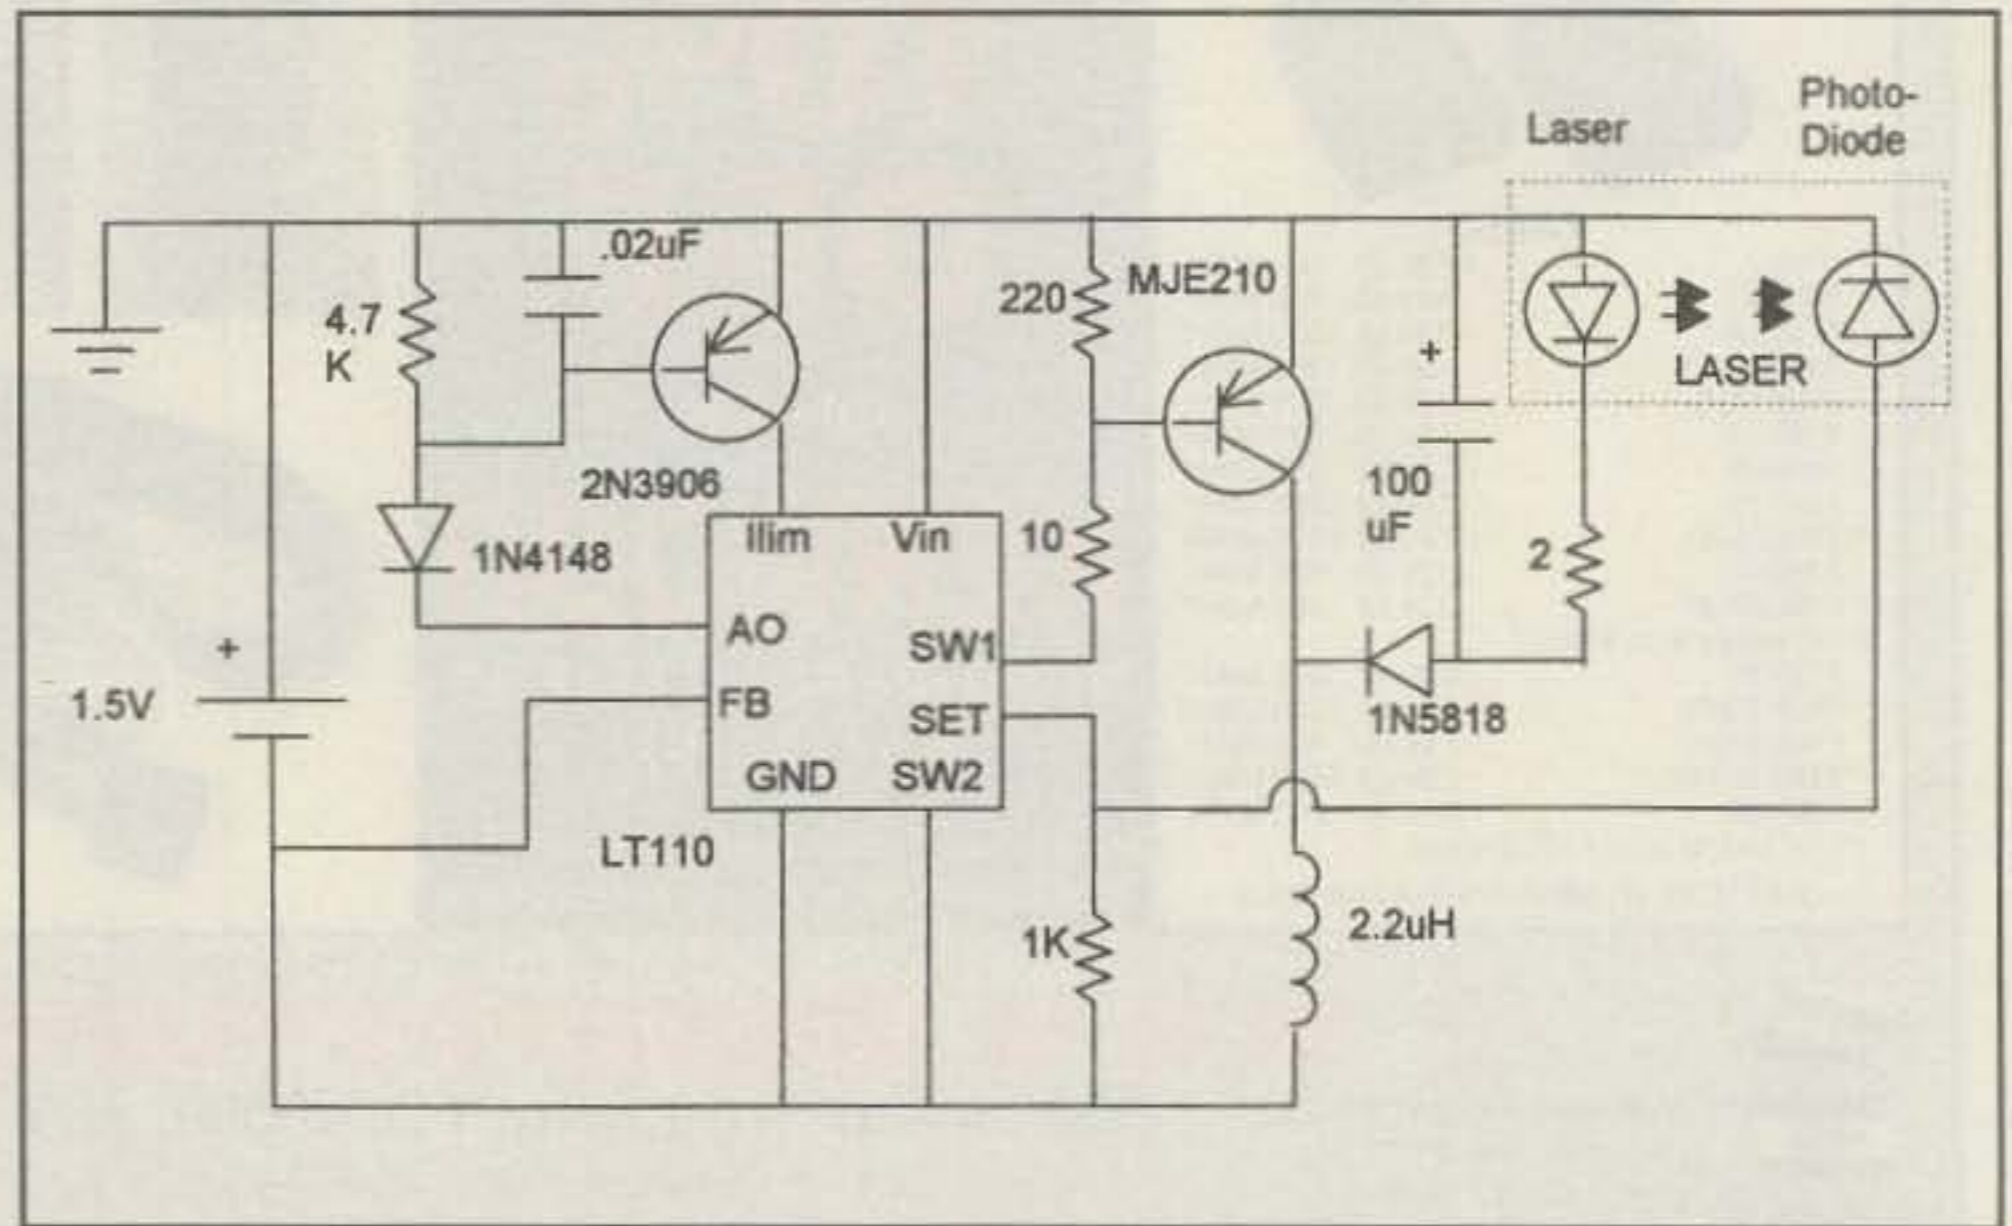 Photo-
Diode
Laser
.02uF
4.7
K
220
MJE210
+
LASER
2N3906
100
uF
Ilim
Vin
10
1N4148
2
AO
SW1
+
1.5V
FB
SET
1N5818
GND
SW2
LT110
1K
2.2uH